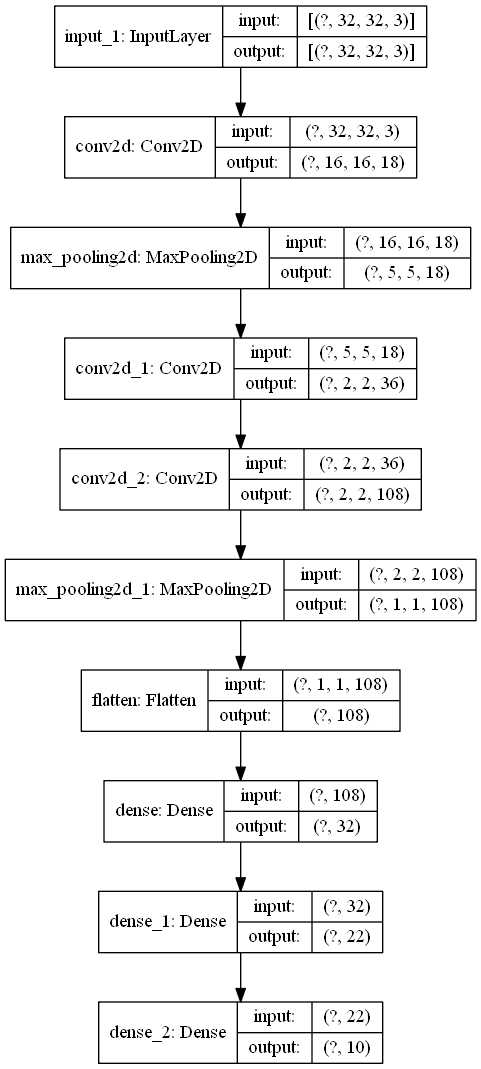 input_1: InputLayer
input: [(?, 32, 32, 3)]
output: [(?, 32, 32, 3)]
conv2d: Conv2D
input: (?, 32, 32, 3)
output: (?, 16, 16, 18)
max_pooling2d: MaxPooling2D
input: (?, 16, 16, 18)
output: (?, 5, 5, 18)
conv2d_1: Conv2D
input: (?, 5, 5, 18)
output: (?, 2, 2, 36)
conv2d_2: Conv2D
input: (?, 2, 2, 36)
output: (?, 2, 2, 108)
max_pooling2d_1: MaxPooling2D
input: (?, 2, 2, 108)
output: (?, 1, 1, 108)
flatten: Flatten
input: (?, 1, 1, 108)
output: (?, 108)
dense: Dense
input: (?, 108)
output: (?, 32)
dense_1: Dense
input: (?, 32)
output: (?, 22)
dense_2: Dense
input: (?, 22)
output: (?, 10)